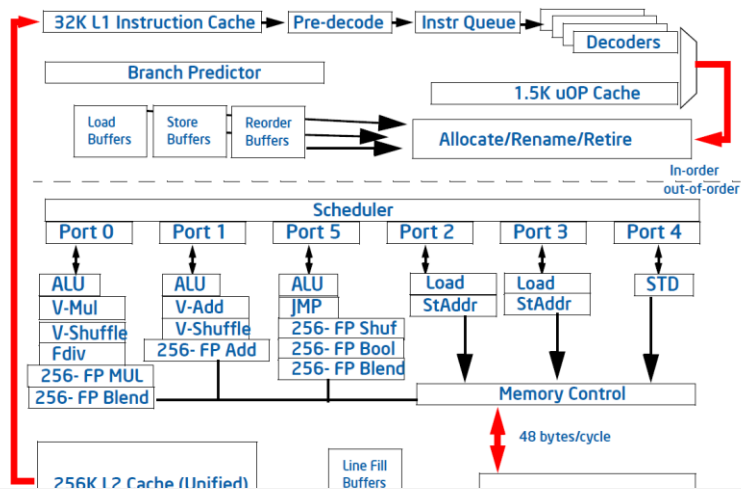 32K L1 Instruction Cache
Pre-decode
Instr Queue
Decoders
Branch Predictor
1.5K uOP Cache
Load
Buffers
Store
Buffers
Reorder
Buffers
Allocate/Rename/Retire
In-order
out-of-order
Scheduler
Port 0
Port 1
Port 5
Port 2
Port 3
Port 4
ALU
V-Mul
V-Shuffle
Fdiv
256- FP MUL
256- FP Blend
ALU
V-Add
V-Shuffle
256- FP Add
ALU
JMP
256- FP Shuf
256- FP Bool
256- FP Blend
Load
StAddr
Load
StAddr
STD
Memory Control
48 bytes/cycle
256K L2 Cache (Unified)
Line Fill
Buffers